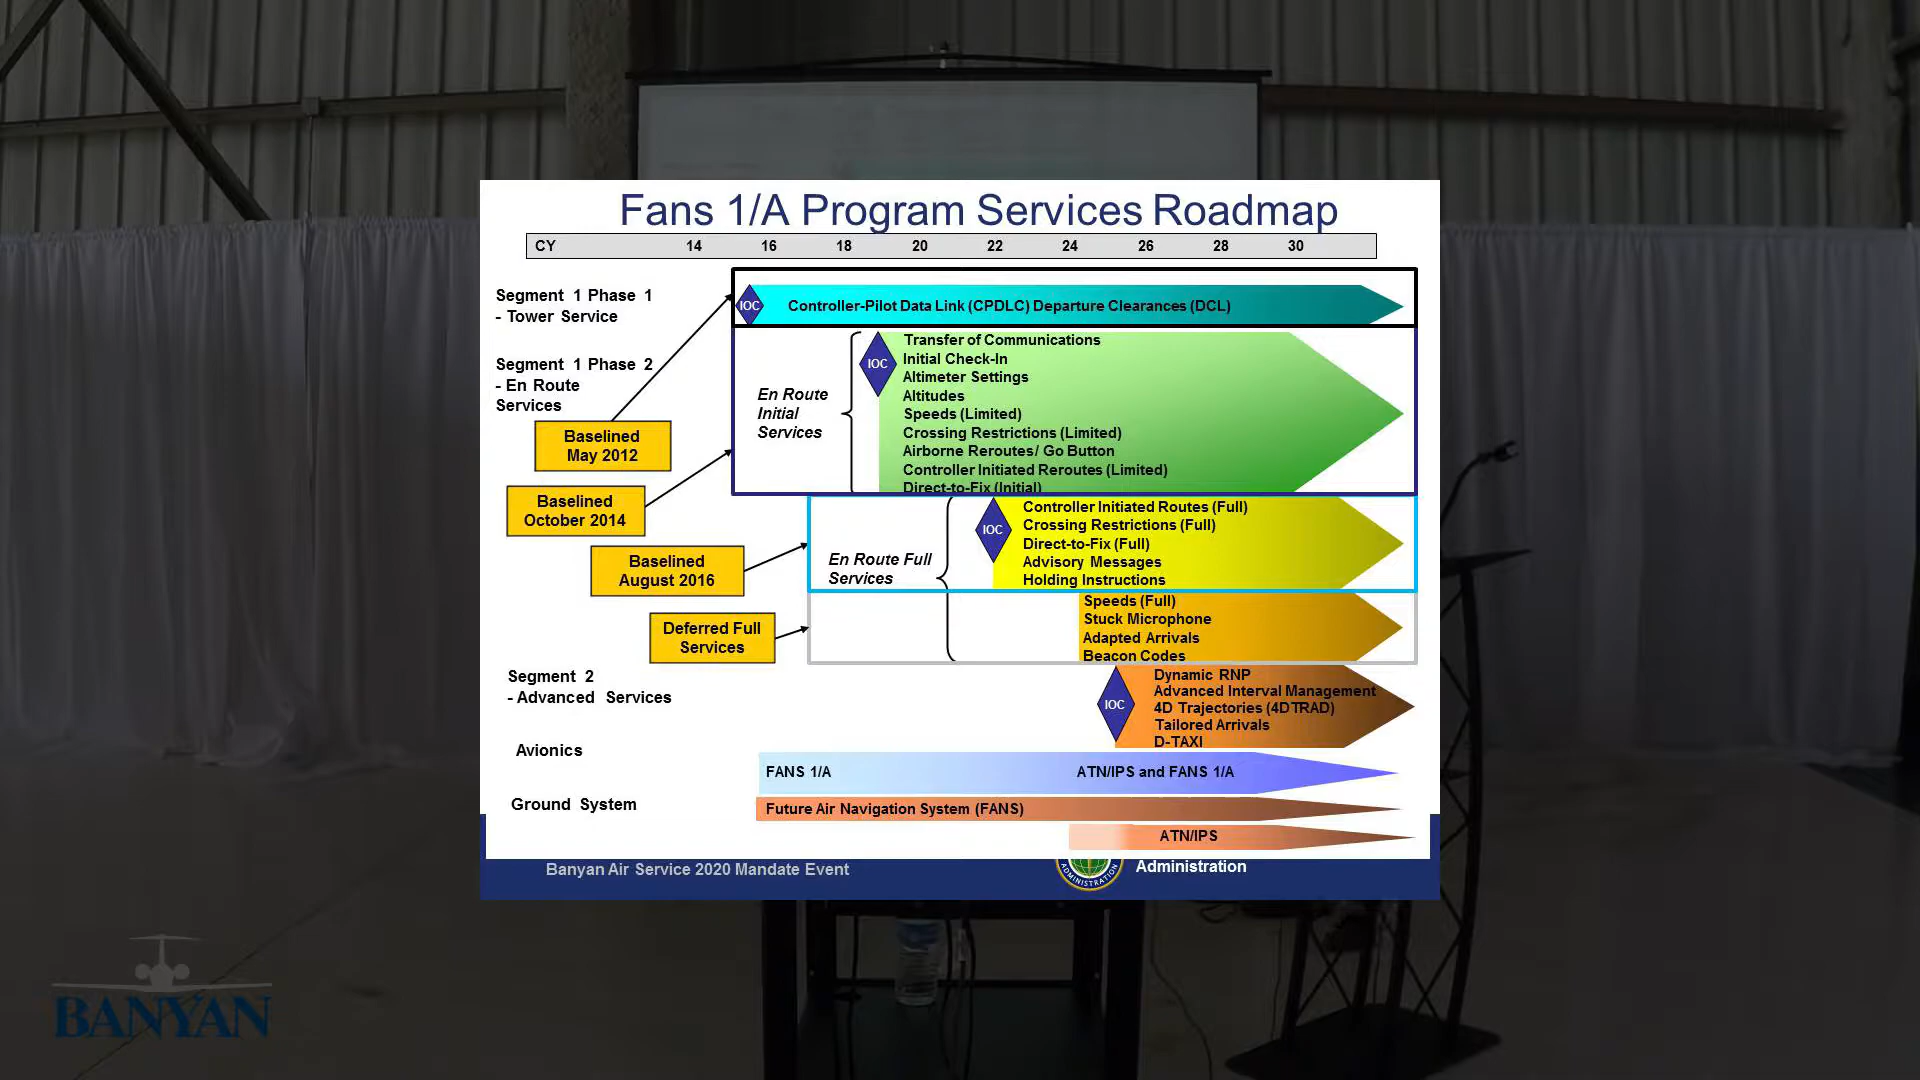 Fans 1/A Program Services Roadmap
CY 14 16 18 20 22 24 26 28 30
Segment 1 Phase 1
- Tower Service
IOC
Controller-Pilot Data Link (CPDLC) Departure Clearances (DCL)
Segment 1 Phase 2
- En Route
Services
Baselined
May 2012
Baselined
October 2014
En Route
Initial
Services
IOC
Transfer of Communications
Initial Check-In
Altimeter Settings
Altitudes
Speeds (Limited)
Crossing Restrictions (Limited)
Airborne Reroutes/ Go Button
Controller Initiated Reroutes (Limited)
Direct-to-Fix (Initial)
Baselined
August 2016
En Route Full
Services
IOC
Controller Initiated Routes (Full)
Crossing Restrictions (Full)
Direct-to-Fix (Full)
Advisory Messages
Holding Instructions
Deferred Full
Services
Speeds (Full)
Stuck Microphone
Adapted Arrivals
Beacon Codes
Segment 2
- Advanced Services
IOC
Dynamic RNP
Advanced Interval Management
4D Trajectories (4DTRAD)
Tailored Arrivals
D-TAXI
Avionics
FANS 1/A
ATN/IPS and FANS 1/A
Ground System
Future Air Navigation System (FANS)
ATN/IPS
Banyan Air Service 2020 Mandate Event
ADMINISTRATION
Administration
BANYAN